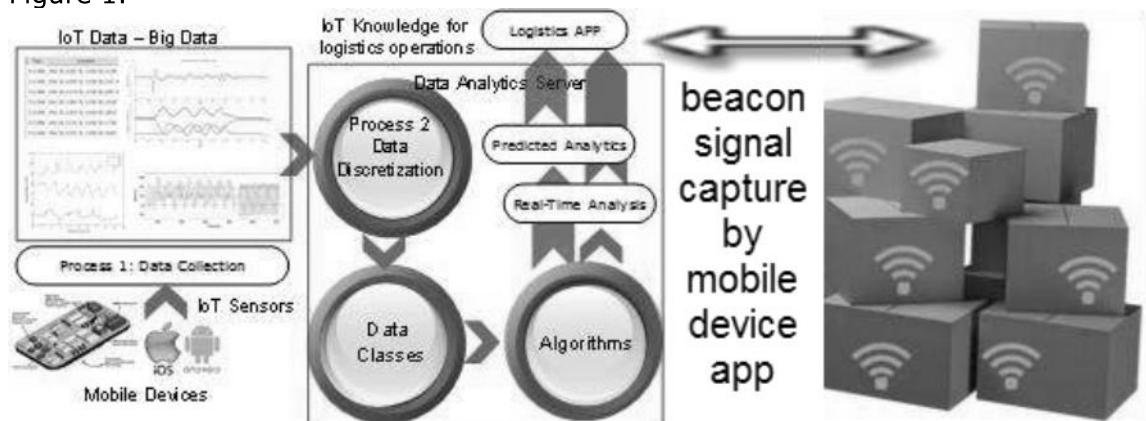 Figure 1.
IoT Data – Big Data
IoT Knowledge for
logistics operations
Logistics APP
Data Analytics Server
Process 2
Data
Discretization
Predicted Analytics
Real-Time Analysis
Process 1: Data Collection
IoT Sensors
iOS
ANDROID
Mobile Devices
Data
Classes
Algorithms
beacon
signal
capture
by
mobile
device
app